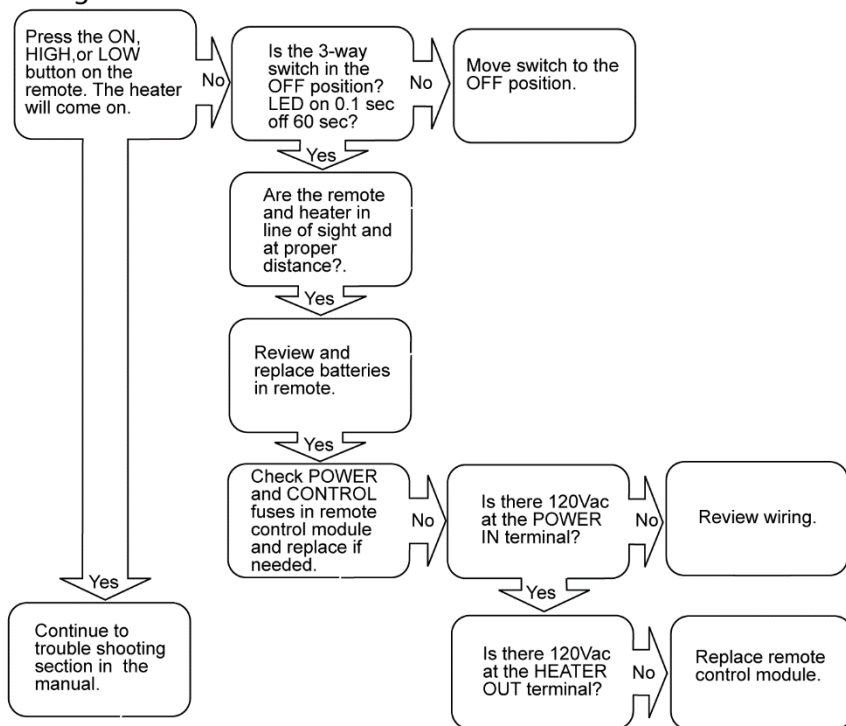 Press the ON,
HIGH,or LOW
button on the
remote. The heater
will come on.
No
Is the 3-way
switch in the
OFF position?
LED on 0.1 sec
off 60 sec?
No
Move switch to the
OFF position.
Yes
Are the remote
and heater in
line of sight and
at proper
distance?.
Yes
Review and
replace batteries
in remote.
Yes
Check POWER
and CONTROL
fuses in remote
control module
and replace if
needed.
No
Is there 120Vac
at the POWER
IN terminal?
No
Review wiring.
Yes
Yes
Continue to
trouble shooting
section in the
manual.
Is there 120Vac
at the HEATER
OUT terminal?
No
Replace remote
control module.